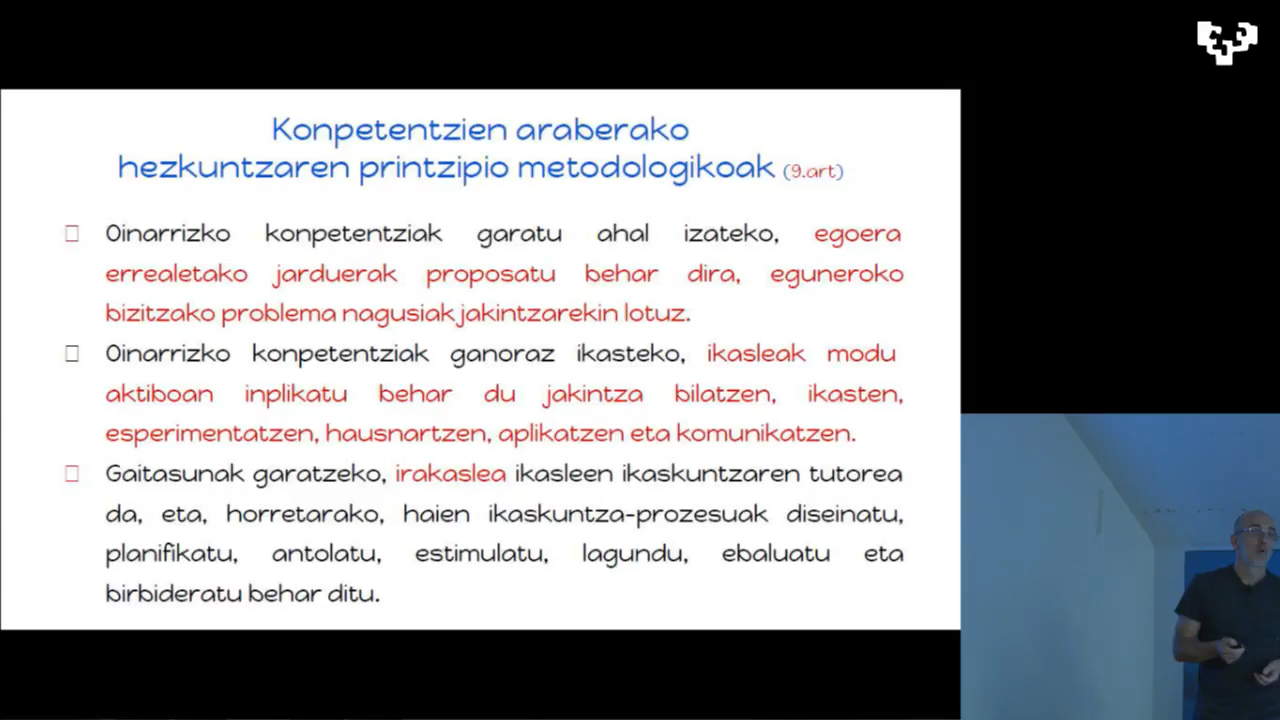 Konpetentzien araberako
hezkuntzaren printzipio metodologikoak (9.art)
Oinarrizko konpetentziak garatu ahal izateko, egoera
errealetako jarduerak proposatu behar dira, eguneroko
bizitzako problema nagusiak jakintzarekin lotuz.
Oinarrizko konpetentziak ganoraz ikasteko, ikasleak modu
aktiboan inplikatu behar du jakintza bilatzen, ikasten,
esperimentatzen, hausnartzen, aplikatzen eta komunikatzen.
Gaitasunak garatzeko, irakaslea ikasleen ikaskuntzaren tutorea
da, eta, horretarako, haien ikaskuntza-prozesuak diseinatu,
planifikatu, antolatu, estimulatu, lagundu, ebaluatu eta
birbideratu behar ditu.